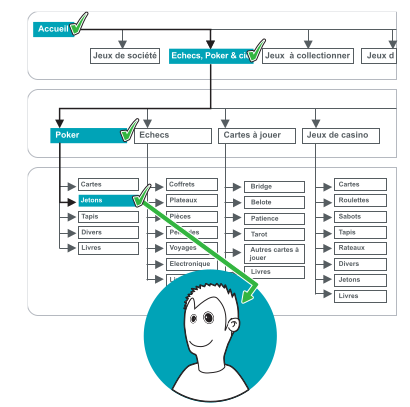 Accueil
Jeux de société
Echecs, Poker & cie
Jeux à collectionner
Jeux d
Poker
Echecs
Cartes à jouer
Jeux de casino
Cartes
Jetons
Tapis
Divers
Livres
Coffrets
Plateaux
Pièces
Voyages
Electronique
Bridge
Belote
Patience
Tarot
Autres cartes à
jouer
Livres
Cartes
Roulettes
Sabots
Tapis
Rateaux
Divers
Jetons
Livres